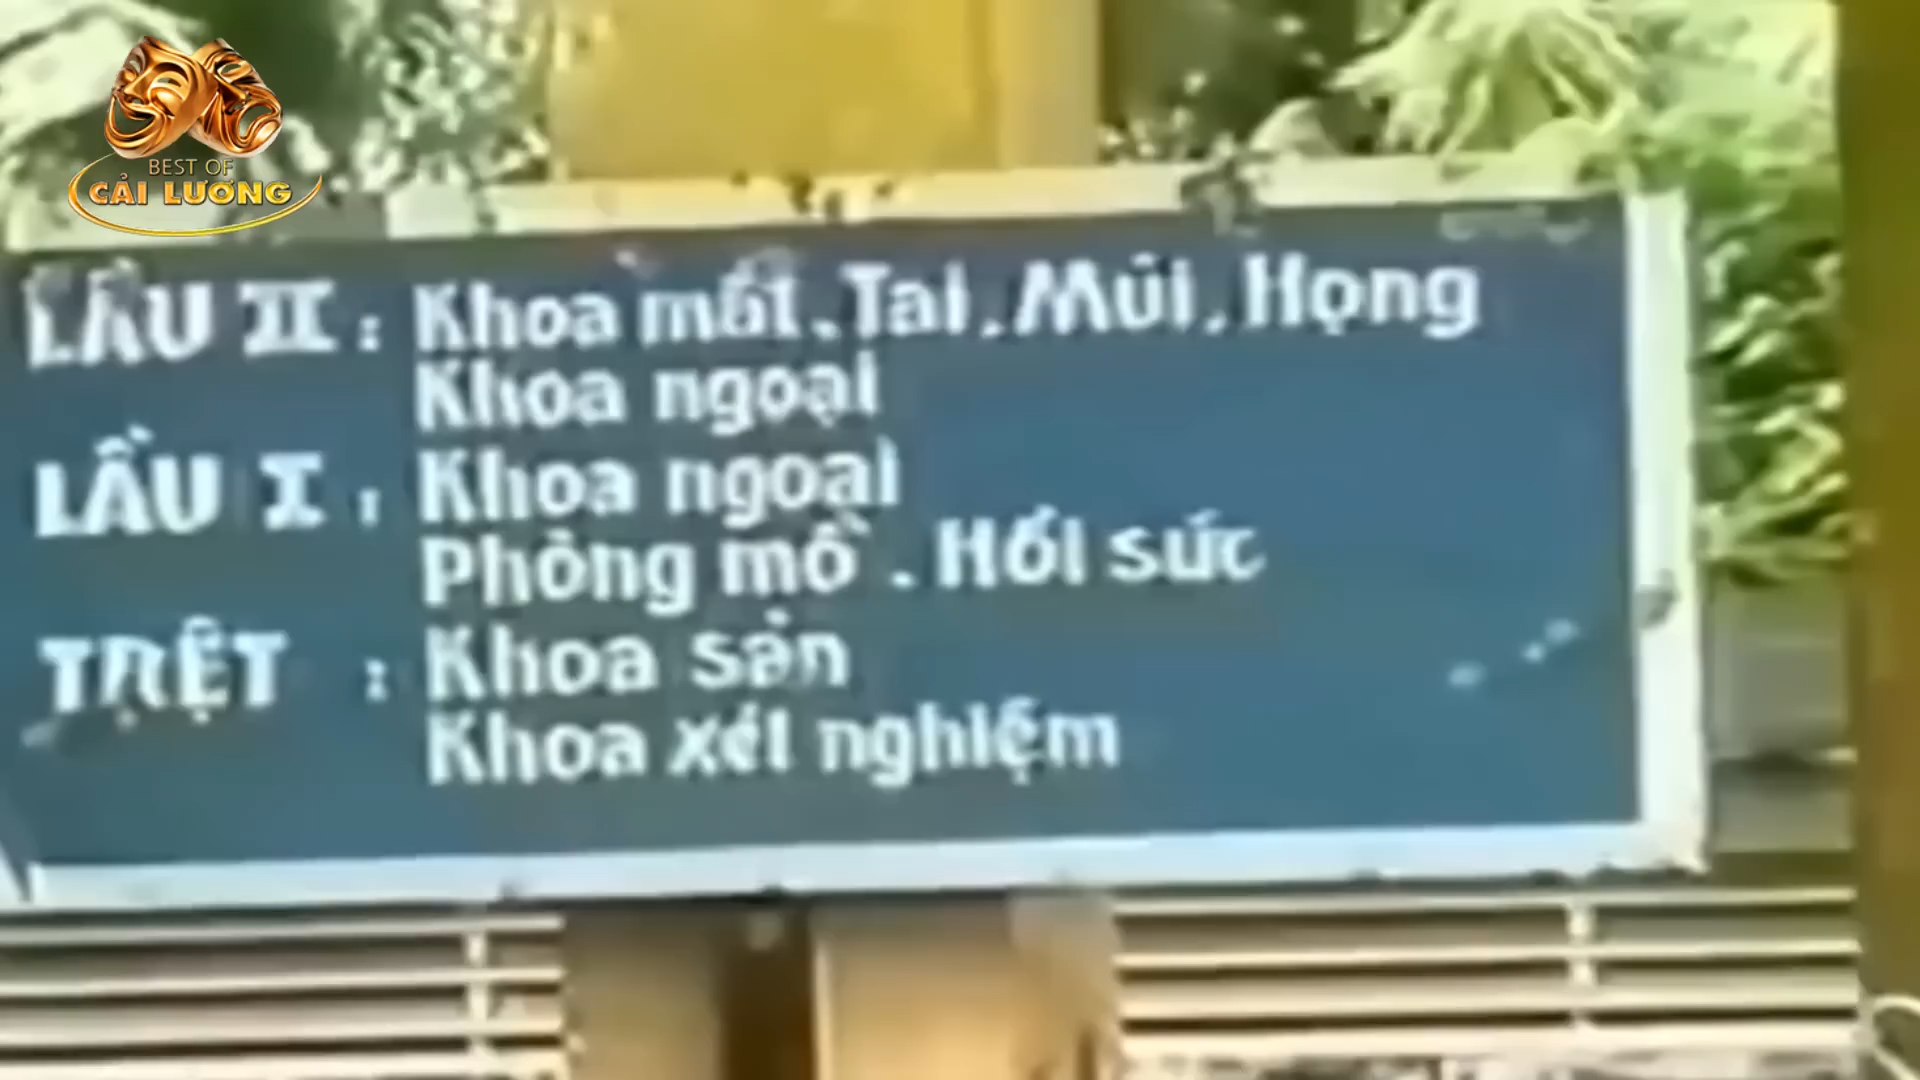 BEST OF
CẢI LƯƠNG
LẦU II : Khoa mắt . Tai . Mũi . Họng
Khoa ngoại
LẦU I : Khoa ngoại
Phòng mổ . Hồi sức
TRỆT : Khoa sản
Khoa xét nghiệm